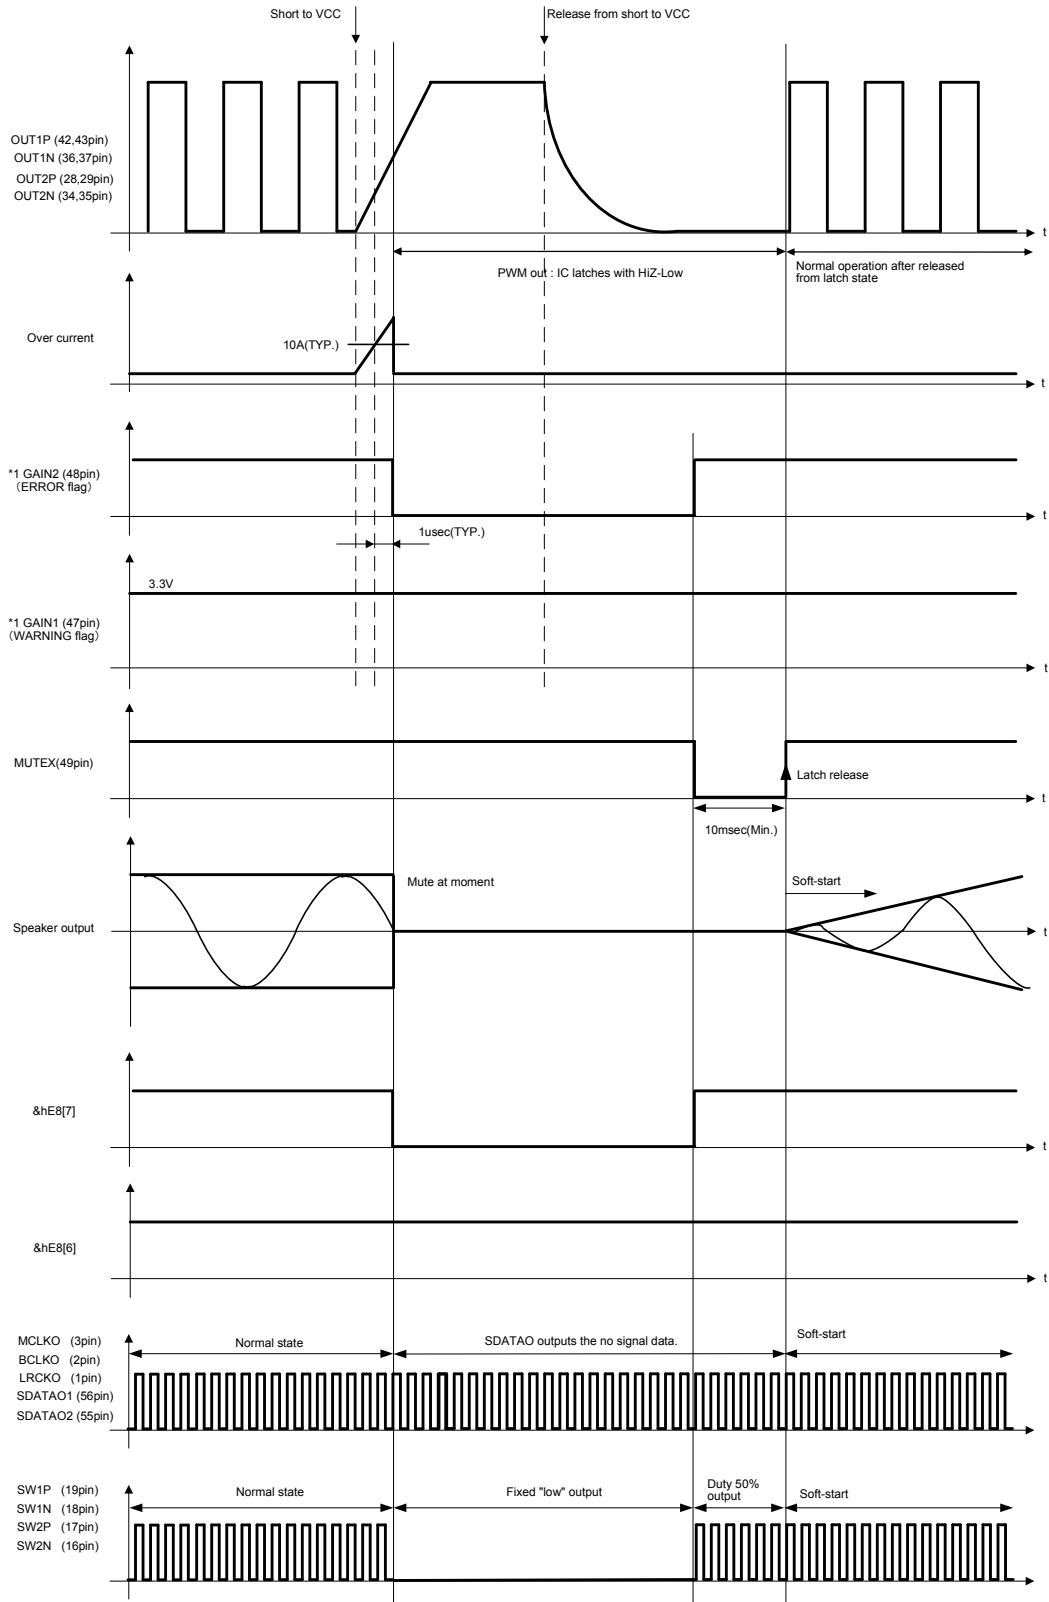 Short to VCC
Release from short to VCC
OUT1P (42,43pin)
OUT1N (36,37pin)
OUT2P (28,29pin)
OUT2N (34,35pin)
t
PWM out : IC latches with HiZ-Low
Normal operation after released
from latch state
Over current
10A(TYP.)
t
*1 GAIN2 (48pin)
(ERROR flag)
t
1usec(TYP.)
3.3V
*1 GAIN1 (47pin)
(WARNING flag)
t
MUTEX(49pin)
Latch release
t
10msec(Min.)
Mute at moment
Soft-start
Speaker output
t
&hE8[7]
t
&hE8[6]
t
MCLKO (3pin)
BCLKO (2pin)
LRCKO (1pin)
SDATAO1 (56pin)
SDATAO2 (55pin)
Normal state
SDATAO outputs the no signal data.
Soft-start
SW1P (19pin)
SW1N (18pin)
SW2P (17pin)
SW2N (16pin)
Normal state
Fixed "low" output
Duty 50%
output
Soft-start